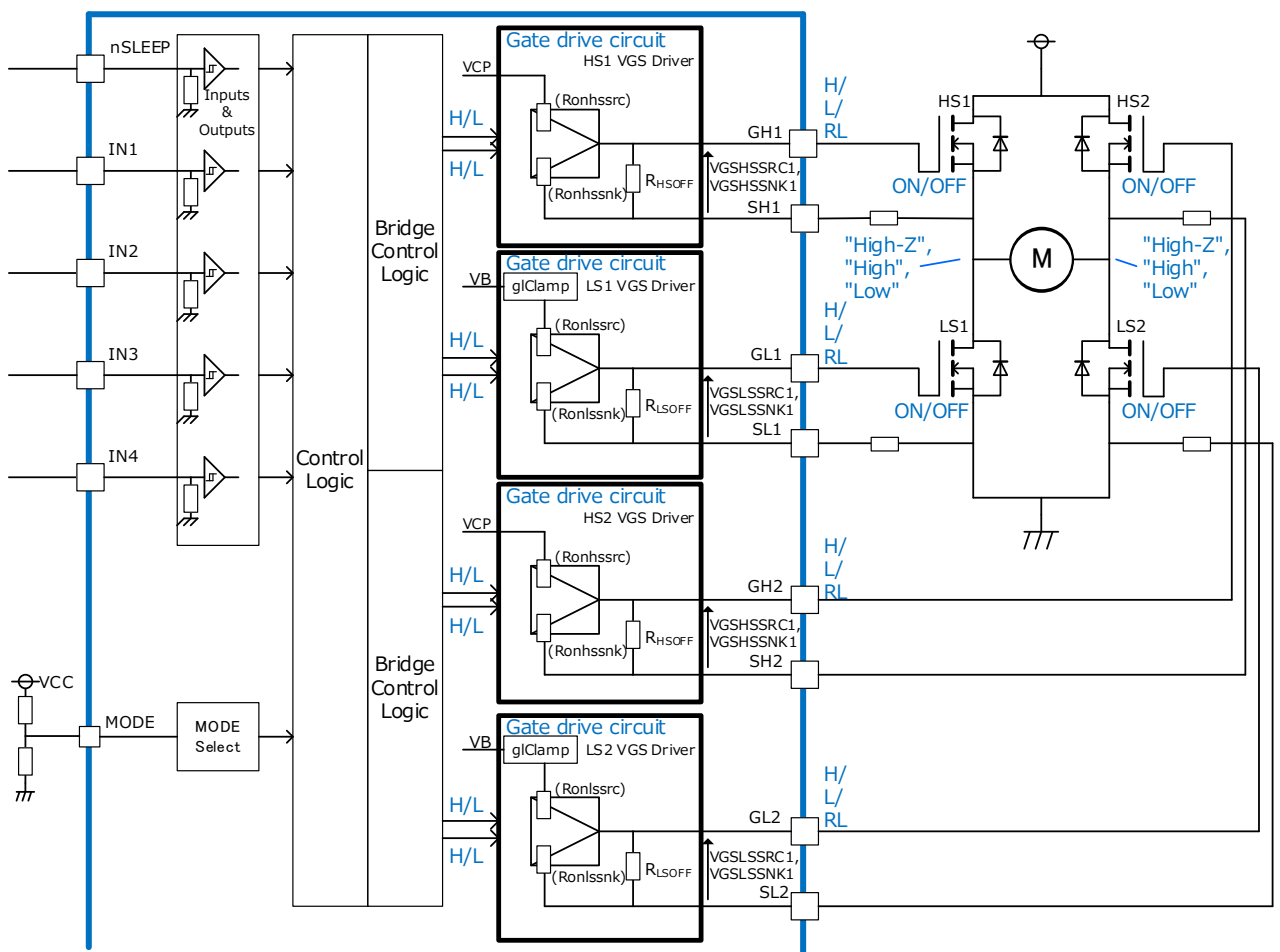 nSLEEP
Inputs
&
Outputs
IN1
IN2
IN3
IN4
VCC
MODE
MODE
Select
Control
Logic
Bridge
Control
Logic
Bridge
Control
Logic
H/L
H/L
H/L
H/L
H/L
H/L
H/L
H/L
Gate drive circuit
HS1 VGS Driver
VCP
(Ronhssrc)
(Ronhssnk)
RHSOFF
GH1
VGSHSSRC1,
VGSHSSNK1
SH1
Gate drive circuit
VB
glClamp
LS1 VGS Driver
(Ronlssrc)
(Ronlssnk)
RLSOFF
GL1
VGSLSSRC1,
VGSLSSNK1
SL1
Gate drive circuit
HS2 VGS Driver
VCP
(Ronhssrc)
(Ronhssnk)
RHSOFF
GH2
VGSHSSRC1,
VGSHSSNK1
SH2
Gate drive circuit
VB
glClamp
LS2 VGS Driver
(Ronlssrc)
(Ronlssnk)
RLSOFF
GL2
VGSLSSRC1,
VGSLSSNK1
SL2
H/
L/
RL
H/
L/
RL
H/
L/
RL
H/
L/
RL
HS1
HS2
ON/OFF
ON/OFF
"High-Z",
"High",
"Low"
M
"High-Z",
"High",
"Low"
LS1
LS2
ON/OFF
ON/OFF